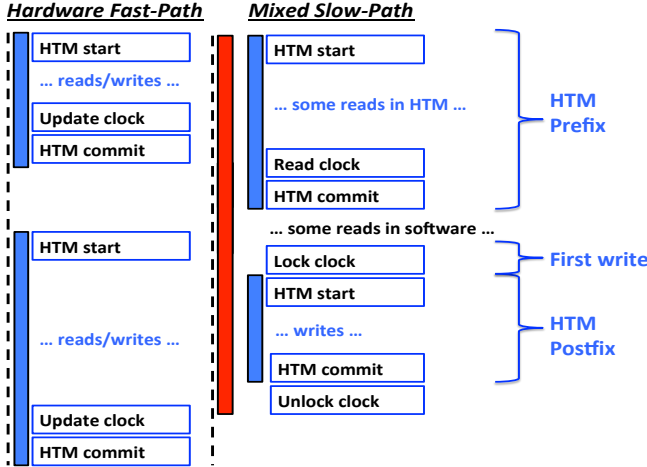 Hardware Fast-Path
HTM start
... reads/writes ...
Update clock
HTM commit
HTM start
... reads/writes ...
Update clock
HTM commit
Mixed Slow-Path
HTM start
... some reads in HTM ...
Read clock
HTM commit
... some reads in software ...
Lock clock
HTM start
... writes ...
HTM commit
Unlock clock
HTM
Prefix
First write
HTM
Postfix